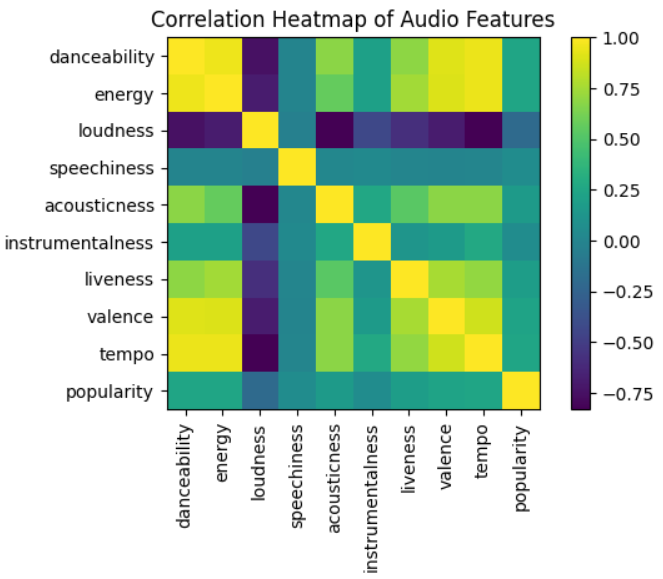 Correlation Heatmap of Audio Features
danceability
energy
loudness
speechiness
acousticness
instrumentalness
liveness
valence
tempo
popularity
danceability
energy
loudness
speechiness
acousticness
instrumentalness
liveness
valence
tempo
popularity
1.00
0.75
0.50
0.25
0.00
−0.25
−0.50
−0.75